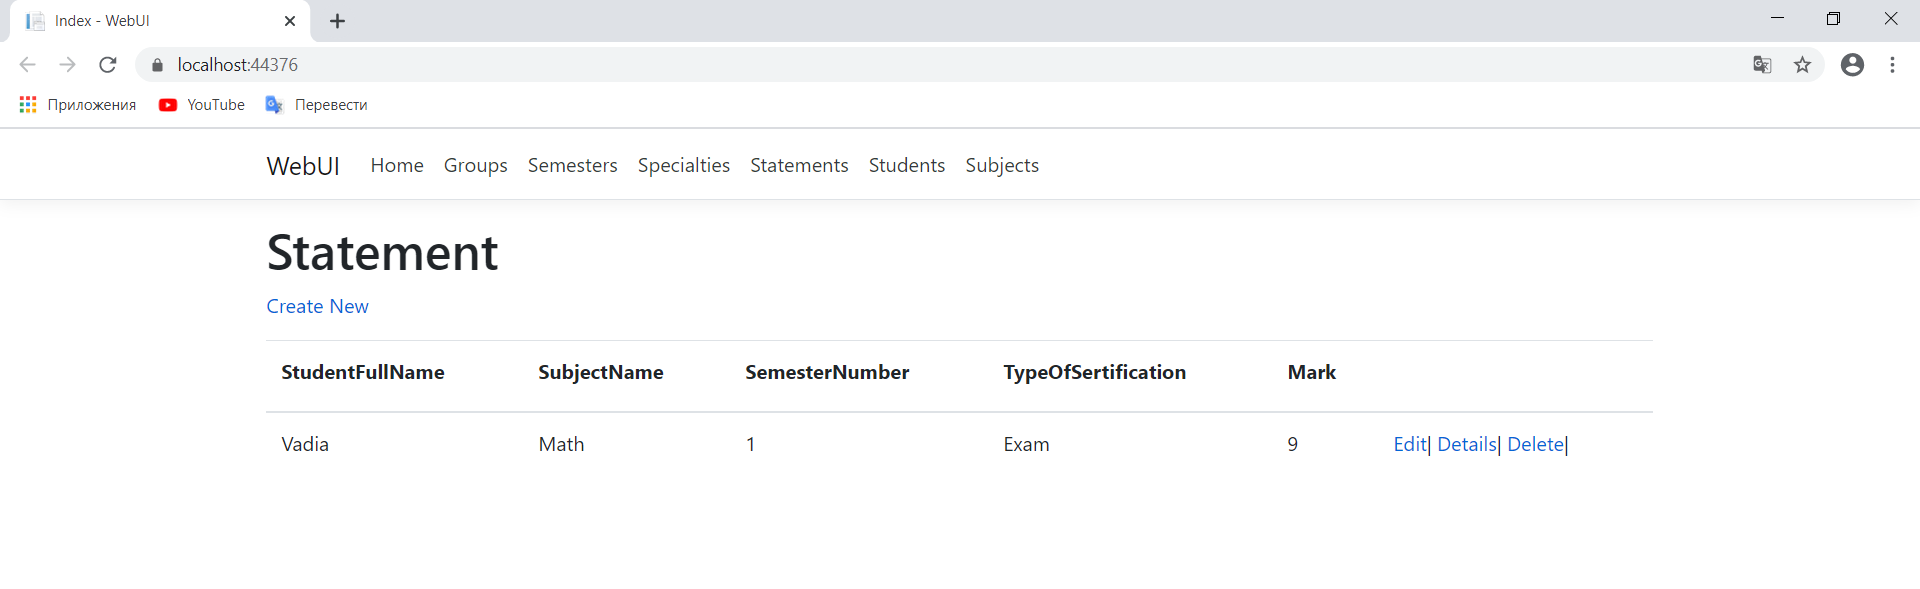 Index - WebUI
localhost:44376
Приложения YouTube Перевести
WebUI Home Groups Semesters Specialties Statements Students Subjects
Statement
Create New
StudentFullName SubjectName SemesterNumber TypeOfSertification Mark
Vadia Math 1 Exam 9 Edit| Details| Delete|